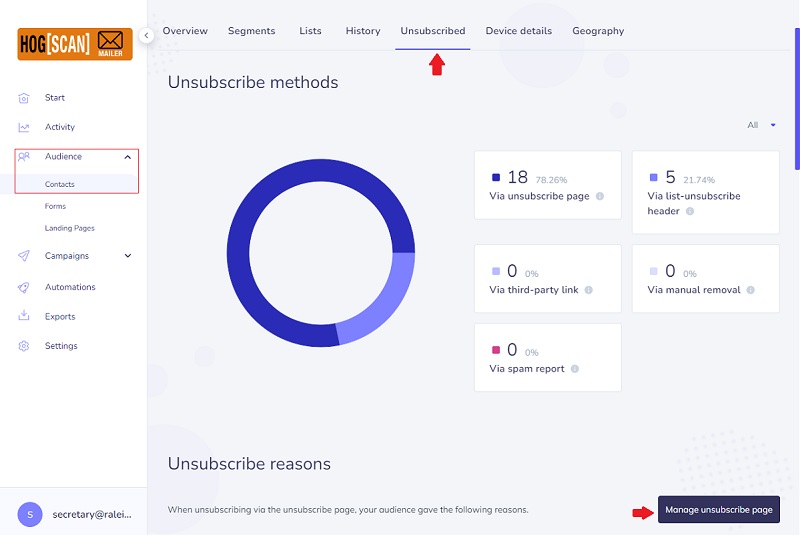 HOG[SCAN]
MAILER
Overview Segments Lists History Unsubscribed Device details Geography
Start
Activity
Audience
Contacts
Forms
Landing Pages
Campaigns
Automations
Exports
Settings
S secretary@ralei...
Unsubscribe methods
All
18 78.26%
Via unsubscribe page
5 21.74%
Via list-unsubscribe
header
0 0%
Via third-party link
0 0%
Via manual removal
0 0%
Via spam report
Unsubscribe reasons
When unsubscribing via the unsubscribe page, your audience gave the following reasons.
Manage unsubscribe page